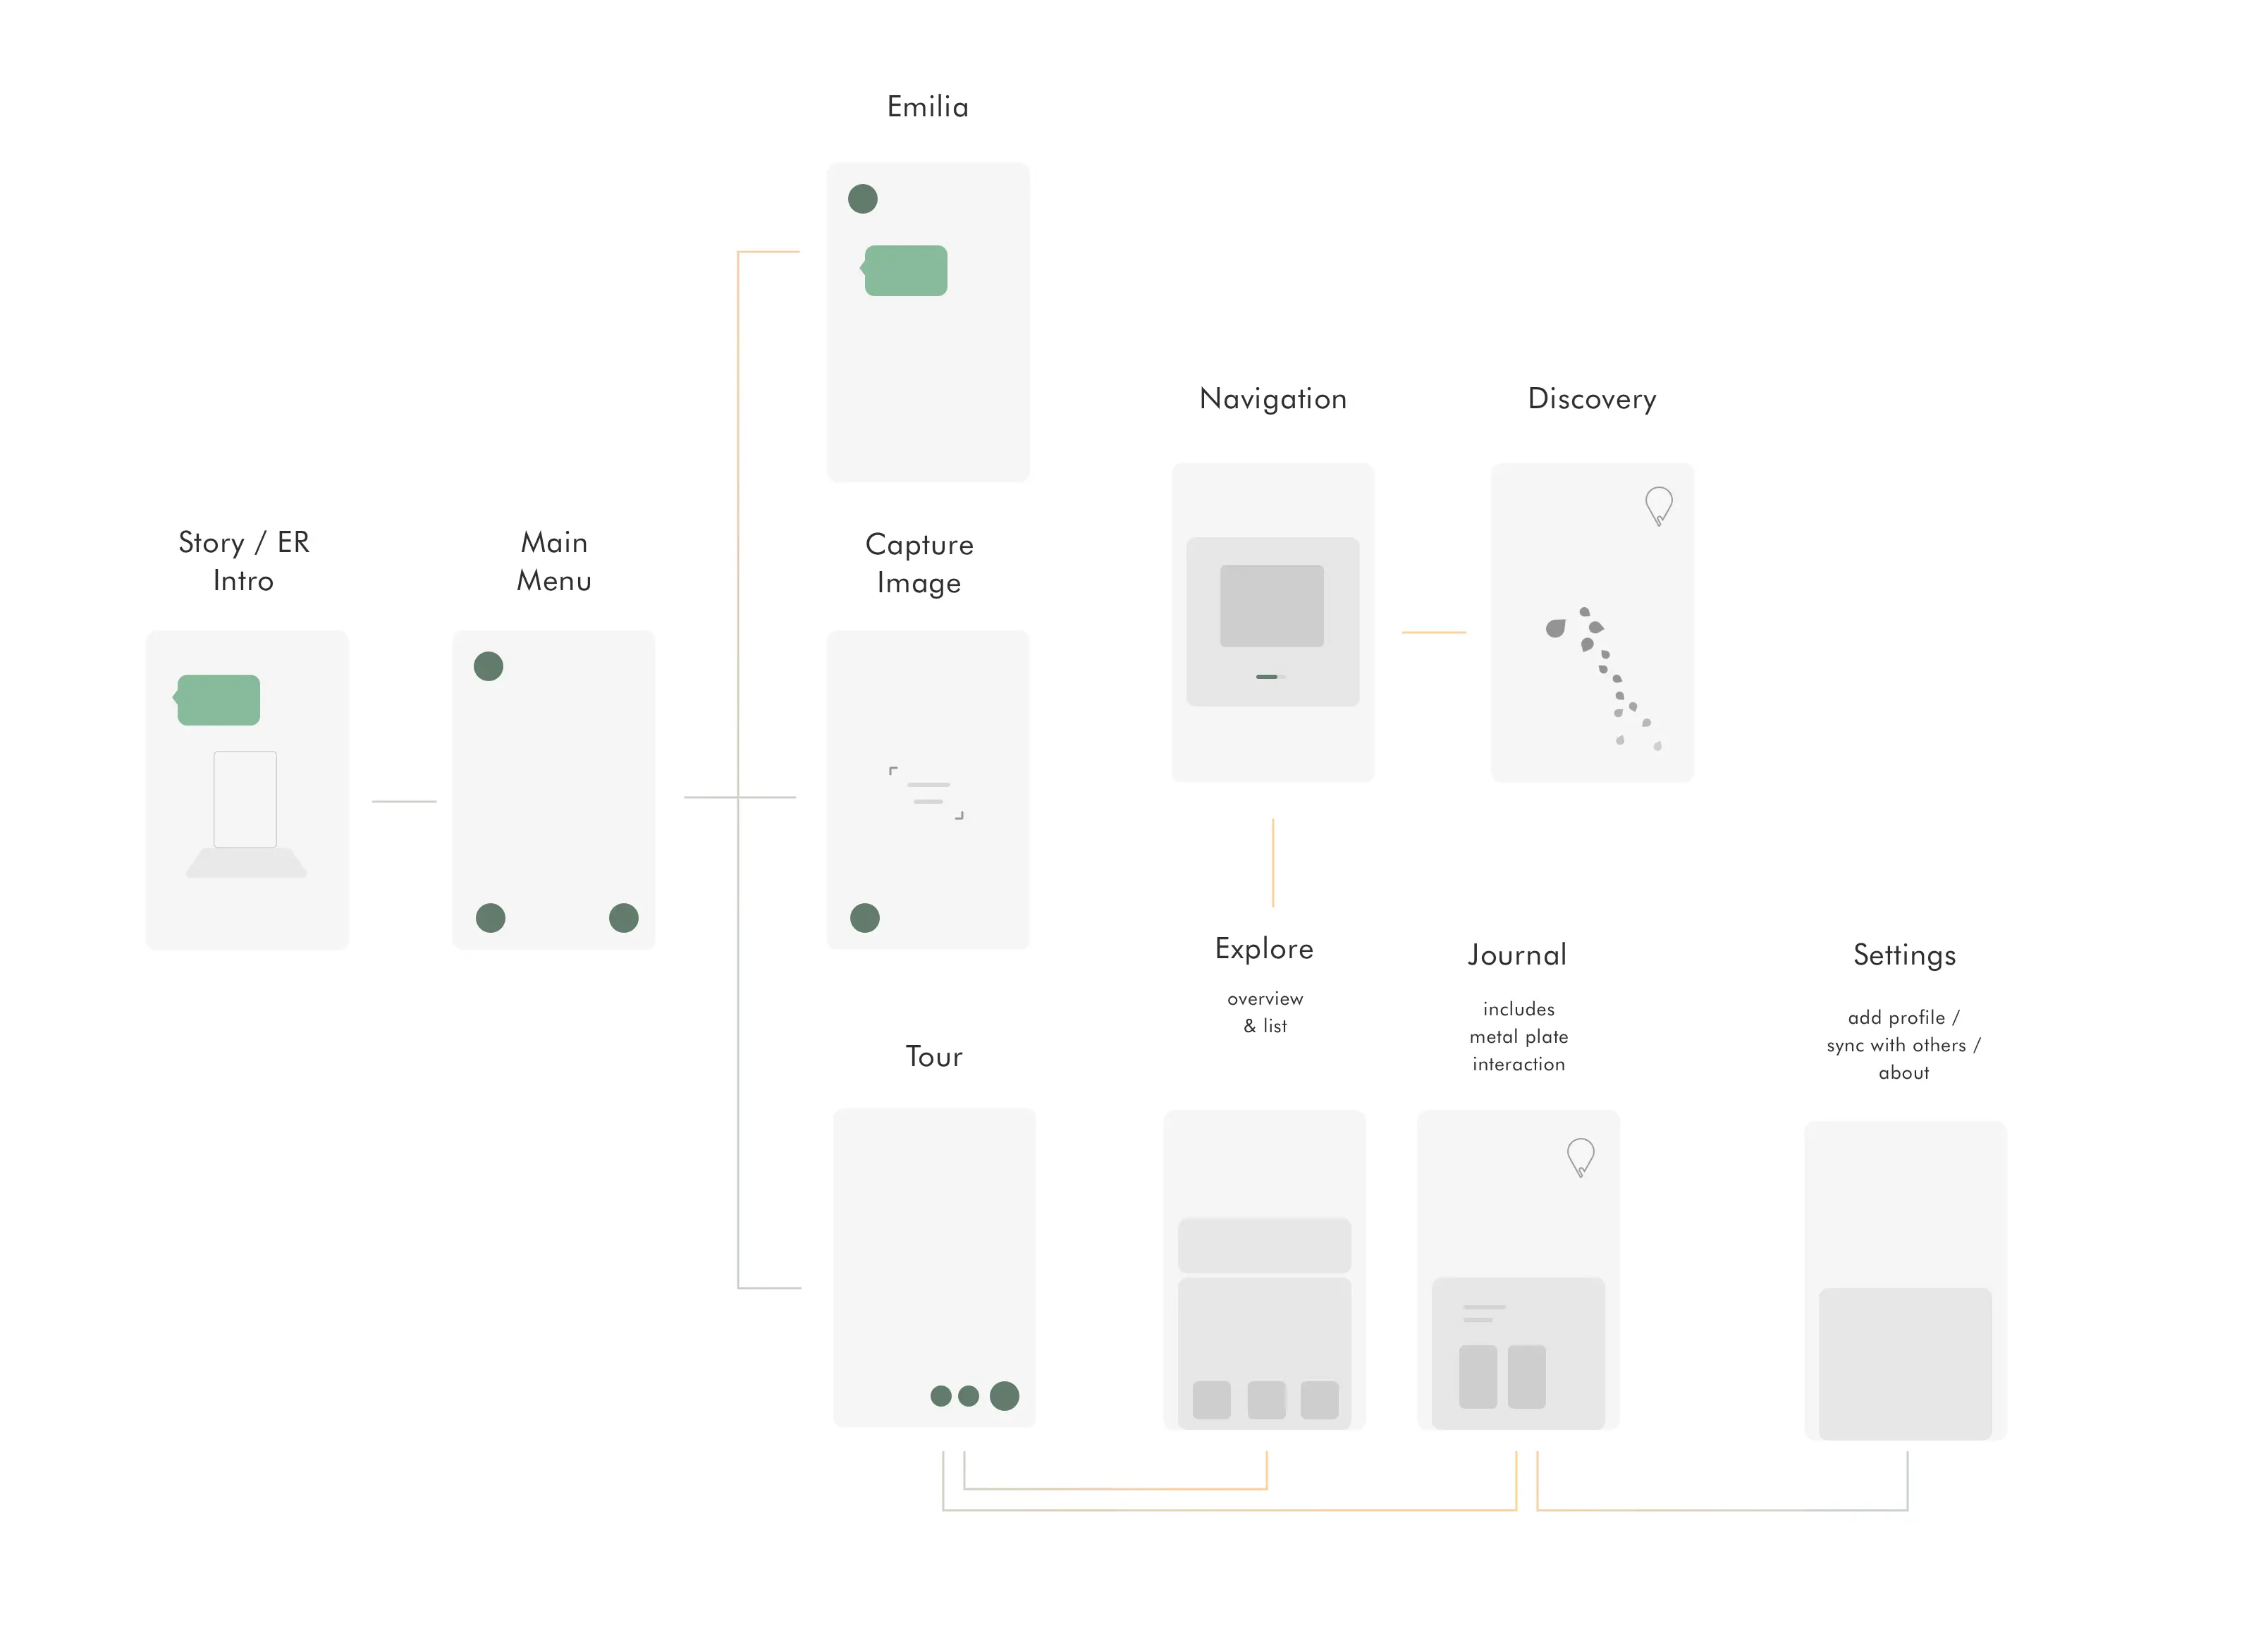 Emilia
Navigation
Discovery
Story / ER
Intro
Main
Menu
Capture
Image
Explore
overview
& list
Journal
includes
metal plate
interaction
Settings
add profile /
sync with others /
about
Tour